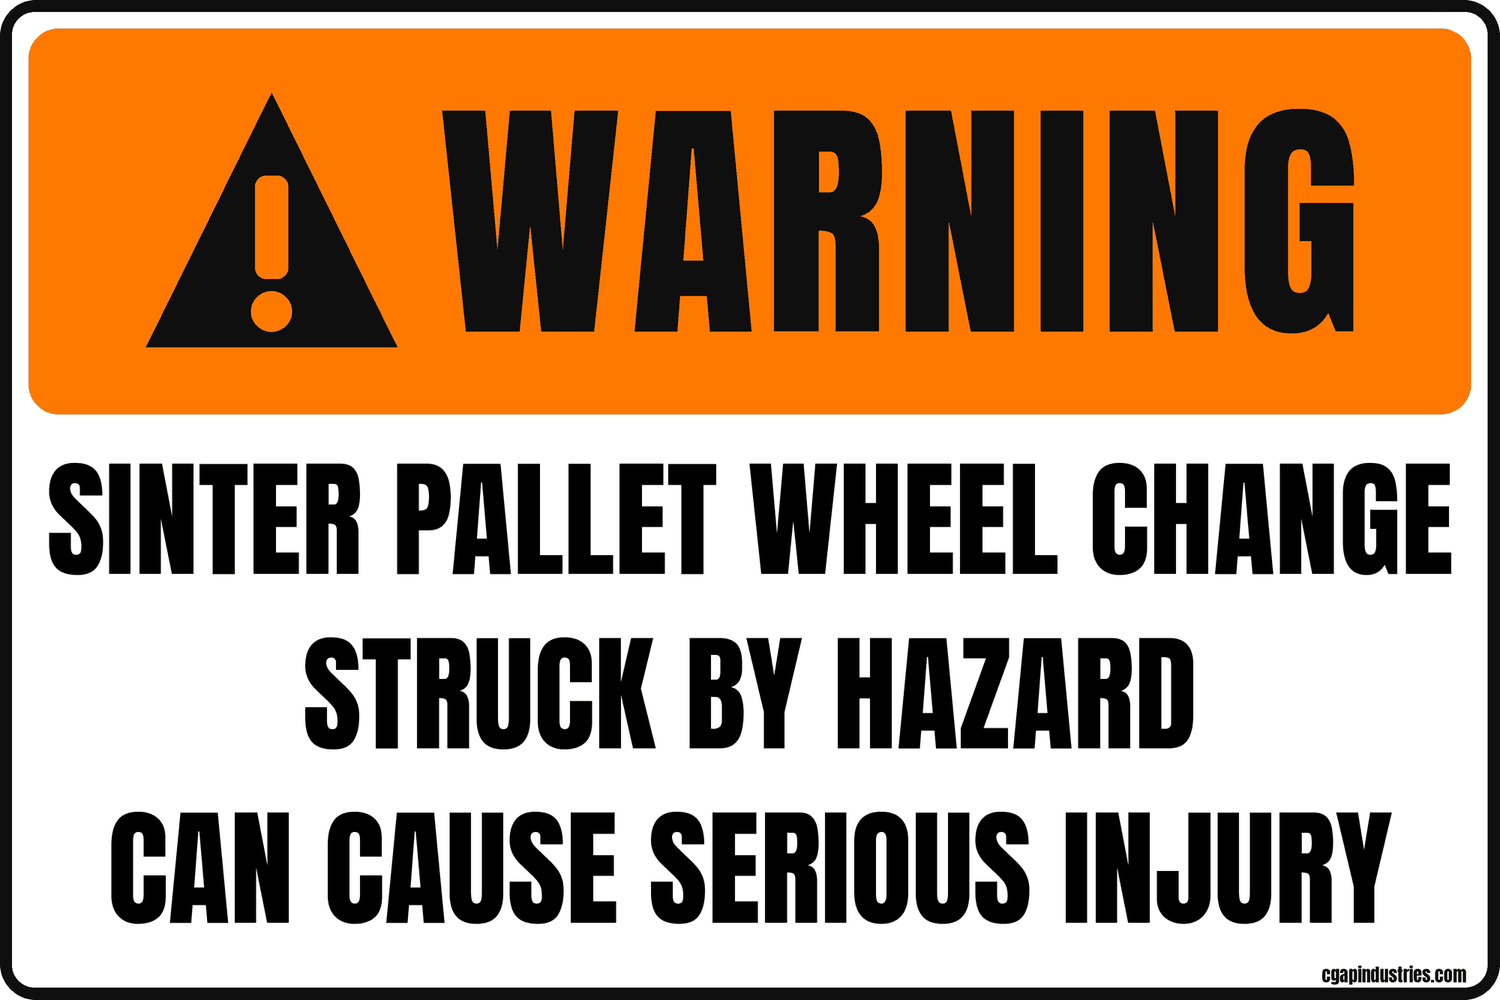 WARNING
SINTER PALLET WHEEL CHANGE
STRUCK BY HAZARD
CAN CAUSE SERIOUS INJURY
cgapindustries.com